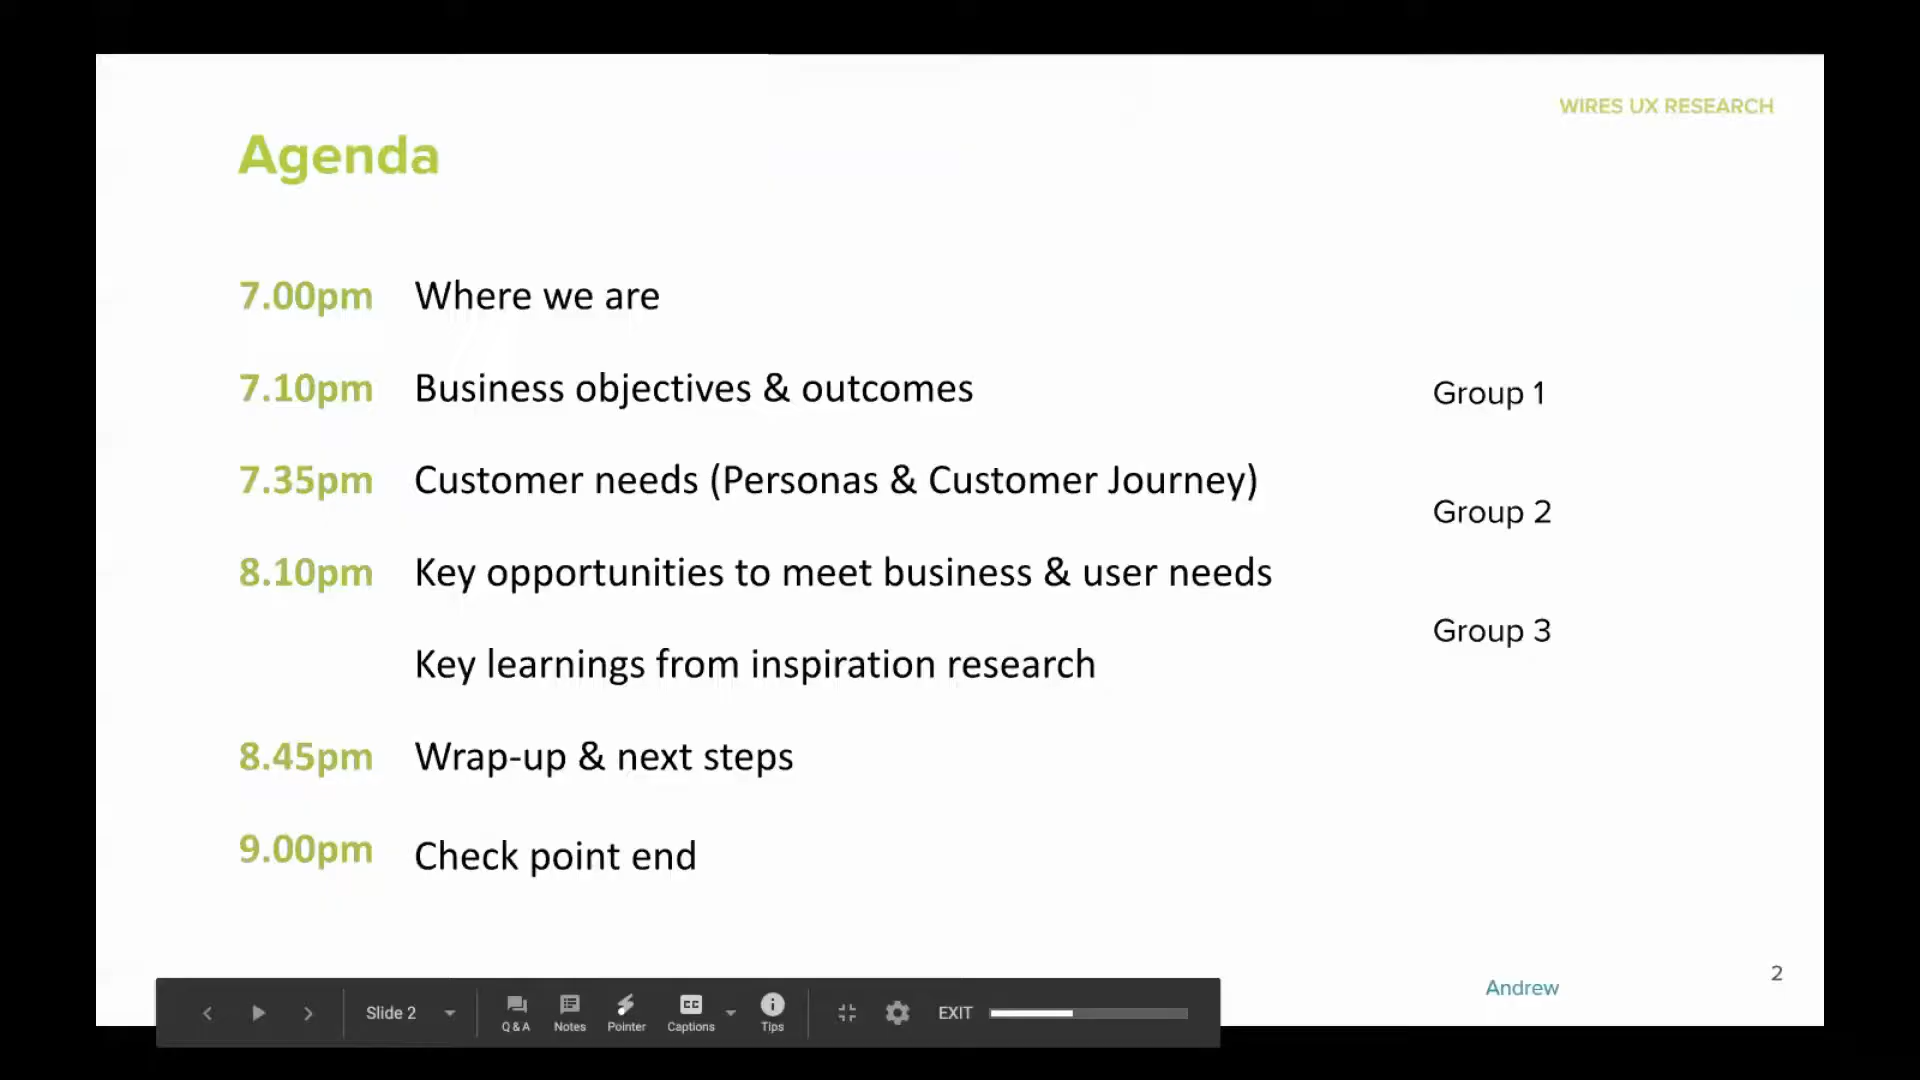 WIRES UX RESEARCH
Agenda
7.00pm Where we are
7.10pm Business objectives & outcomes
Group 1
7.35pm Customer needs (Personas & Customer Journey)
Group 2
8.10pm Key opportunities to meet business & user needs
Group 3
Key learnings from inspiration research
8.45pm Wrap-up & next steps
9.00pm Check point end
2
Andrew
Slide 2
Q & A
Notes
Pointer
CC
Captions
Tips
EXIT